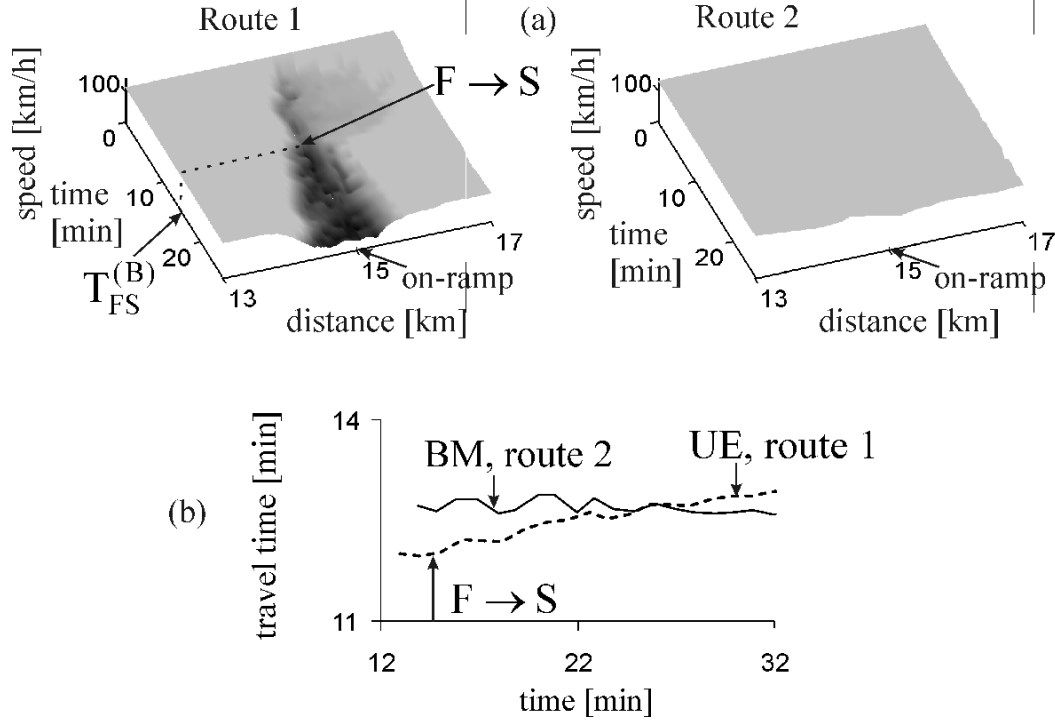 Route 1
(a)
Route 2
speed [km/h]
100
0
10
20
time
[min]
F → S
T_FS^(B)
13
15
17
on-ramp
distance [km]
speed [km/h]
100
0
10
20
time
[min]
13
15
17
on-ramp
distance [km]
(b)
travel time [min]
14
11
BM, route 2
UE, route 1
F → S
12
22
32
time [min]